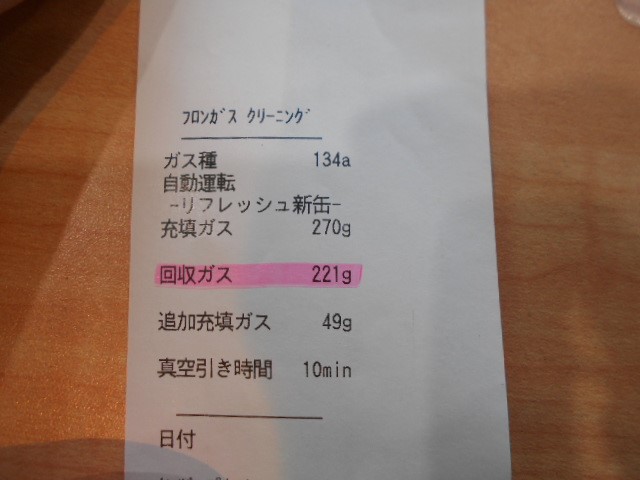 フロンガス クリーニング
ガス種 134a
自動運転
-リフレッシュ新缶-
充填ガス 270g
回収ガス 221g
追加充填ガス 49g
真空引き時間 10min
日付